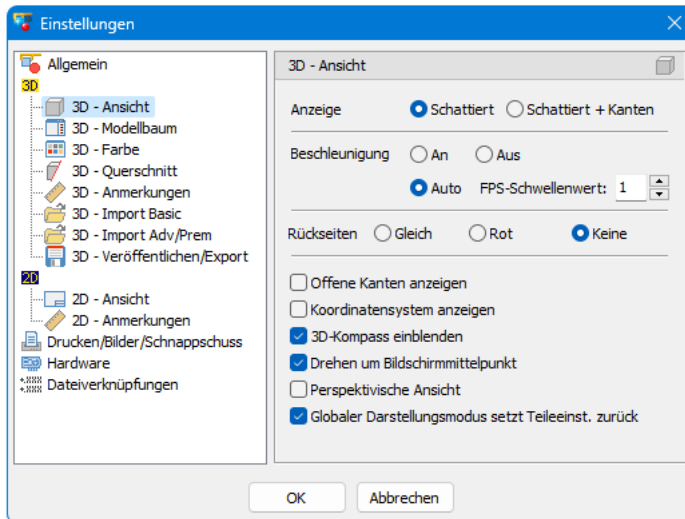 Einstellungen
Allgemein
3D
3D - Ansicht
3D - Modellbaum
3D - Farbe
3D - Querschnitt
3D - Anmerkungen
3D - Import Basic
3D - Import Adv/Prem
3D - Veröffentlichen/Export
2D
2D - Ansicht
2D - Anmerkungen
Drucken/Bilder/Schnappschuss
Hardware
*.XXX
*.XXX Dateiverknüpfungen
3D - Ansicht
Anzeige Schattiert Schattiert + Kanten
Beschleunigung An Aus
Auto FPS-Schwellenwert: 1
Rückseiten Gleich Rot Keine
Offene Kanten anzeigen
Koordinatensystem anzeigen
3D-Kompass einblenden
Drehen um Bildschirmmittelpunkt
Perspektivische Ansicht
Globaler Darstellungsmodus setzt Teileeinst. zurück
OK Abbrechen